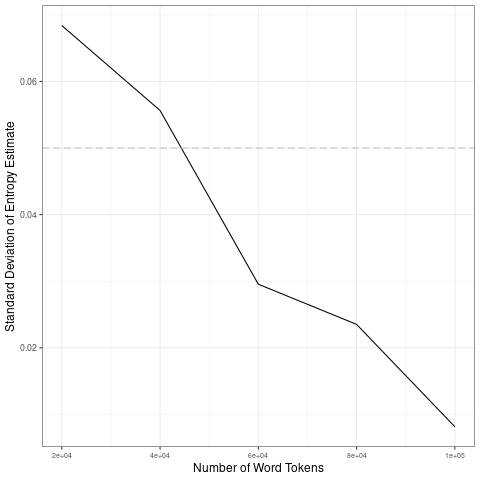 Standard Deviation of Entropy Estimate
0.06
0.04
0.02
2e+04 4e+04 6e+04 8e+04 1e+05
Number of Word Tokens